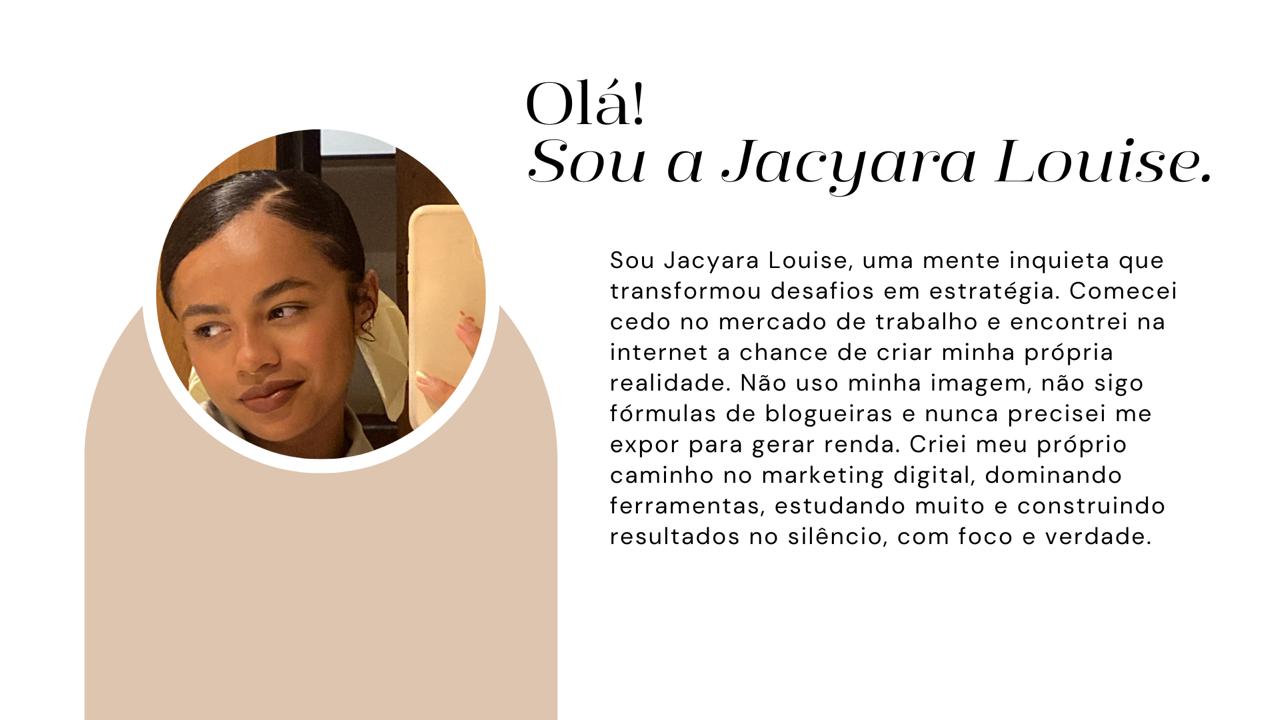 Olá!
Sou a Jacyara Louise.
Sou Jacyara Louise, uma mente inquieta que
transformou desafios em estratégia. Comecei
cedo no mercado de trabalho e encontrei na
internet a chance de criar minha própria
realidade. Não uso minha imagem, não sigo
fórmulas de blogueiras e nunca precisei me
expor para gerar renda. Criei meu próprio
caminho no marketing digital, dominando
ferramentas, estudando muito e construindo
resultados no silêncio, com foco e verdade.